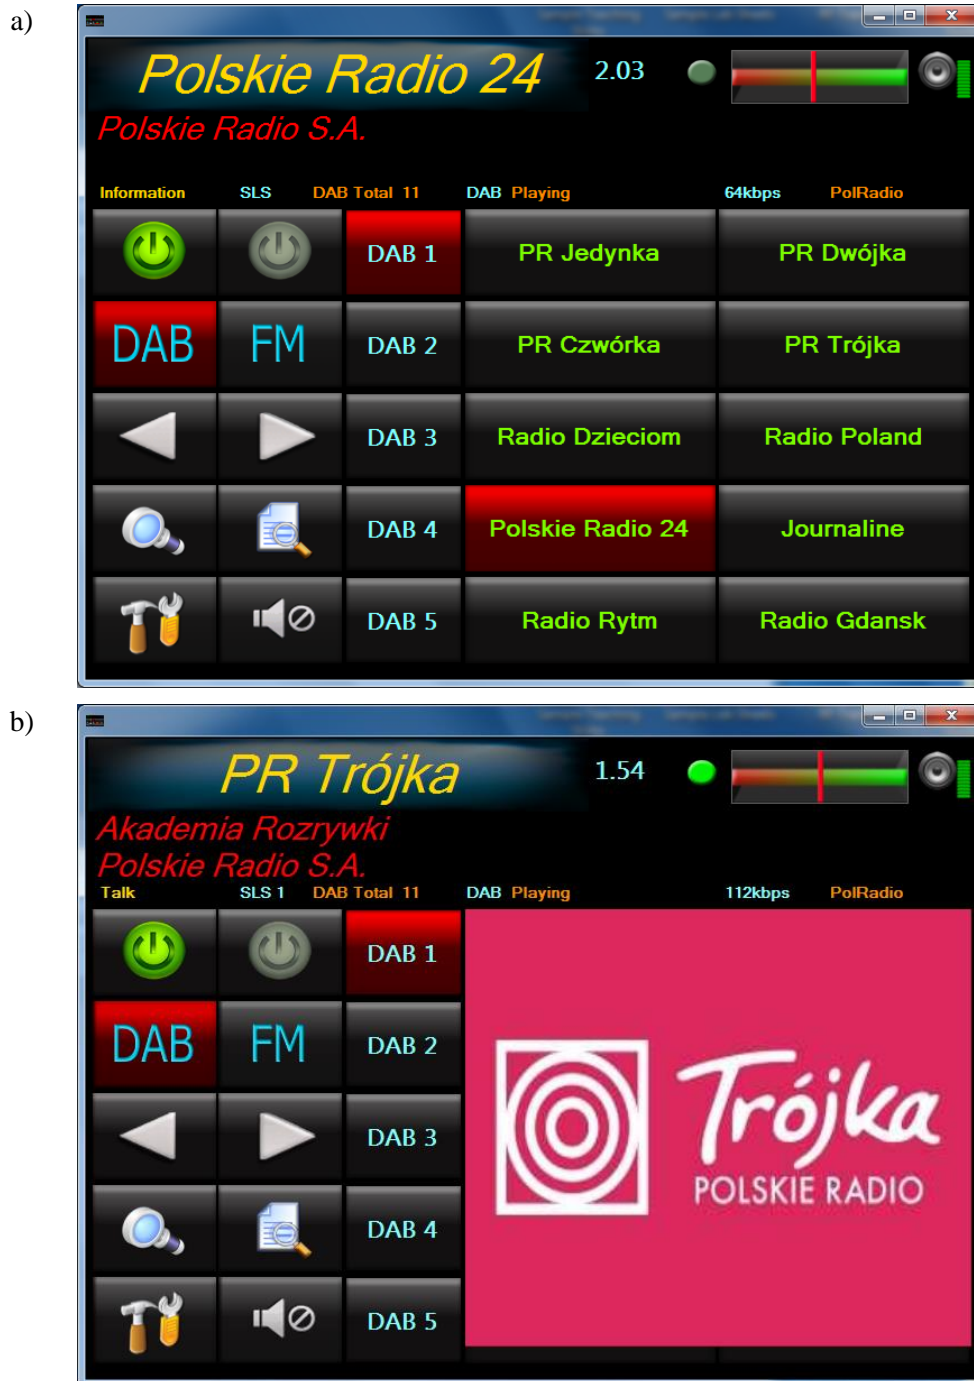 a)
Polskie Radio 24 2.03
Polskie Radio S.A.
Information SLS DAB Total 11 DAB Playing 64kbps PolRadio
DAB 1 PR Jedynka PR Dwójka
DAB FM DAB 2 PR Czwórka PR Trójka
DAB 3 Radio Dzieciom Radio Poland
DAB 4 Polskie Radio 24 Journaline
DAB 5 Radio Rytm Radio Gdansk
b)
PR Trójka 1.54
Akademia Rozrywki
Polskie Radio S.A.
Talk SLS 1 DAB Total 11 DAB Playing 112kbps PolRadio
DAB 1
DAB FM DAB 2
DAB 3
DAB 4
DAB 5
Trójka
POLSKIE RADIO